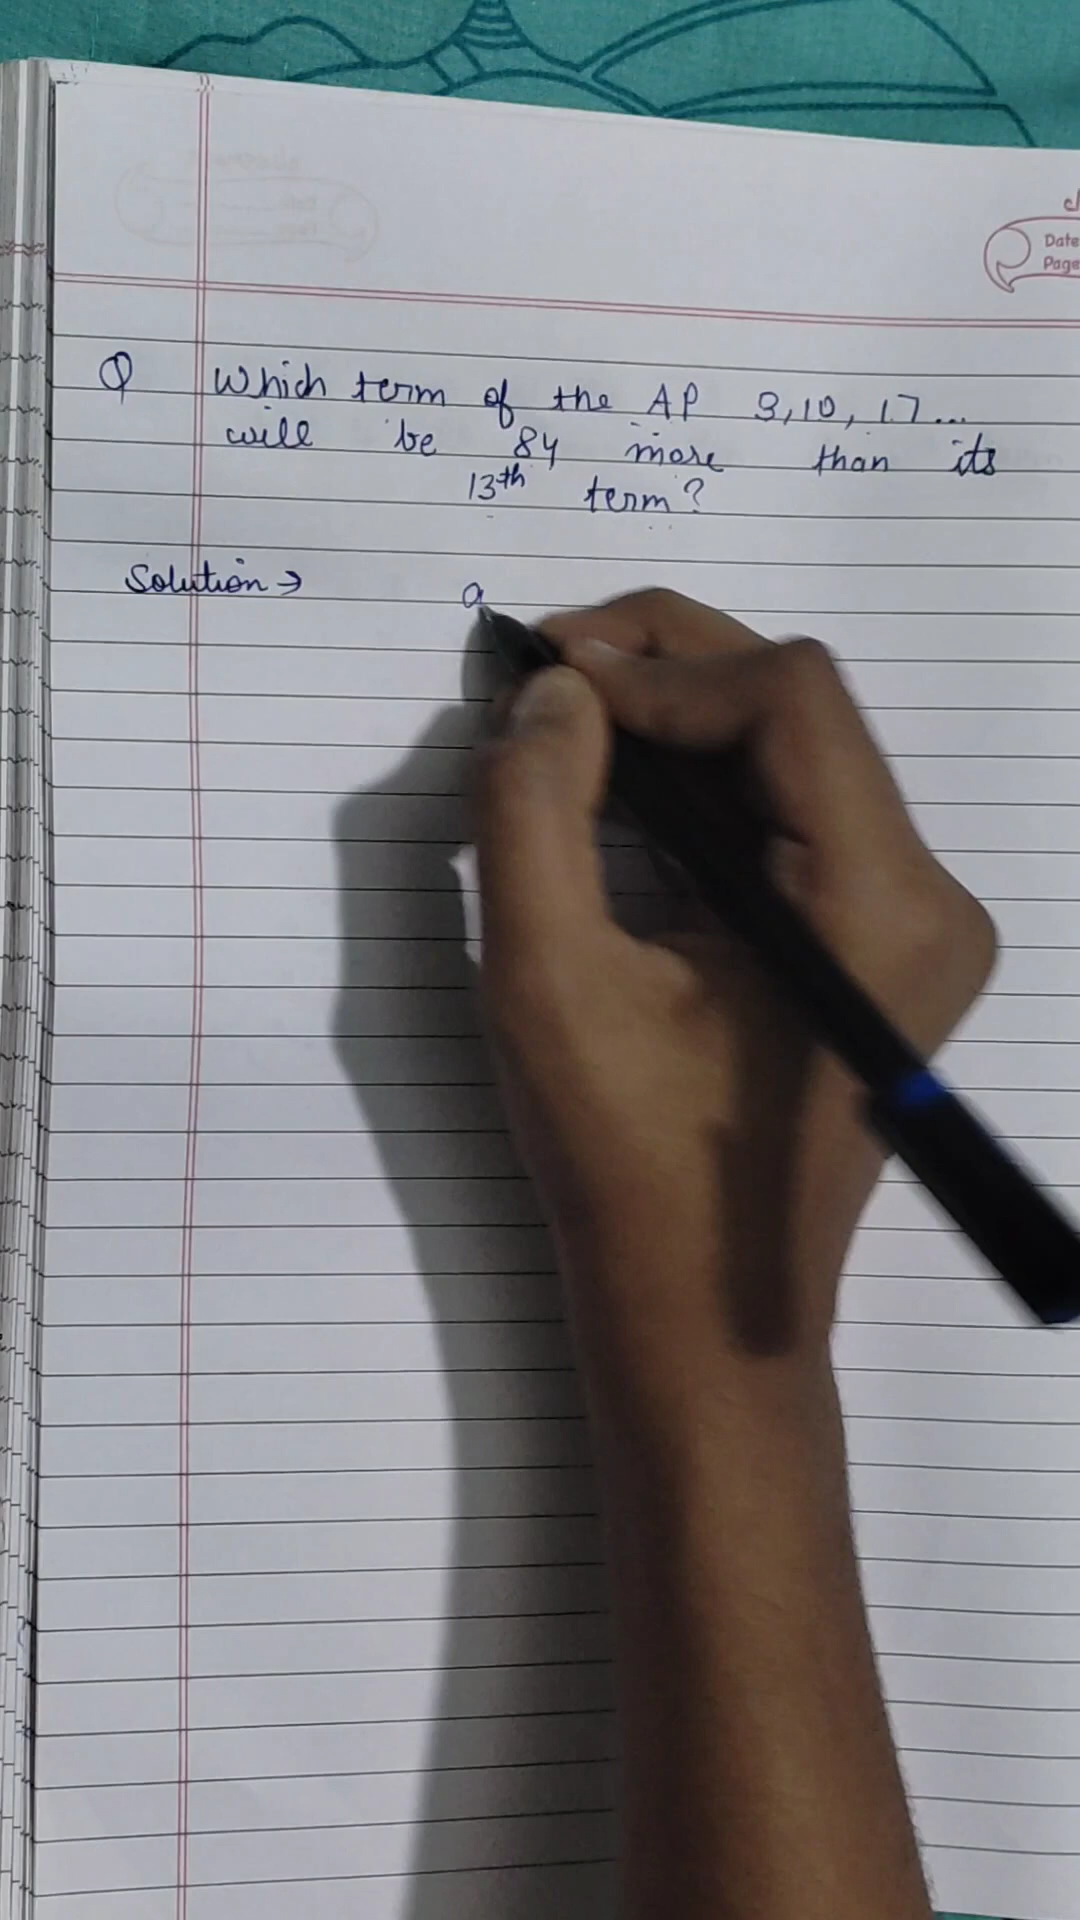 Q Which term of the AP 3, 10, 17...
will be 84 more than its
13th term?
Solution → a
Date
Page